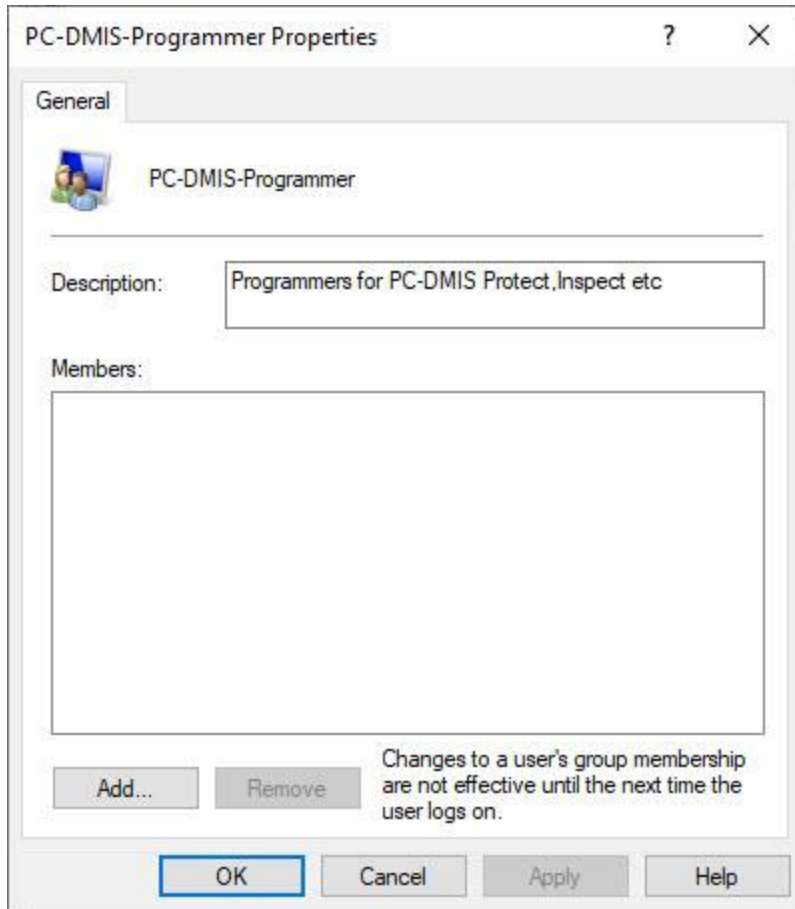 PC-DMIS-Programmer Properties
General
PC-DMIS-Programmer
Description:
Programmers for PC-DMIS Protect,Inspect etc
Members:
Add...
Remove
Changes to a user's group membership
are not effective until the next time the
user logs on.
OK
Cancel
Apply
Help